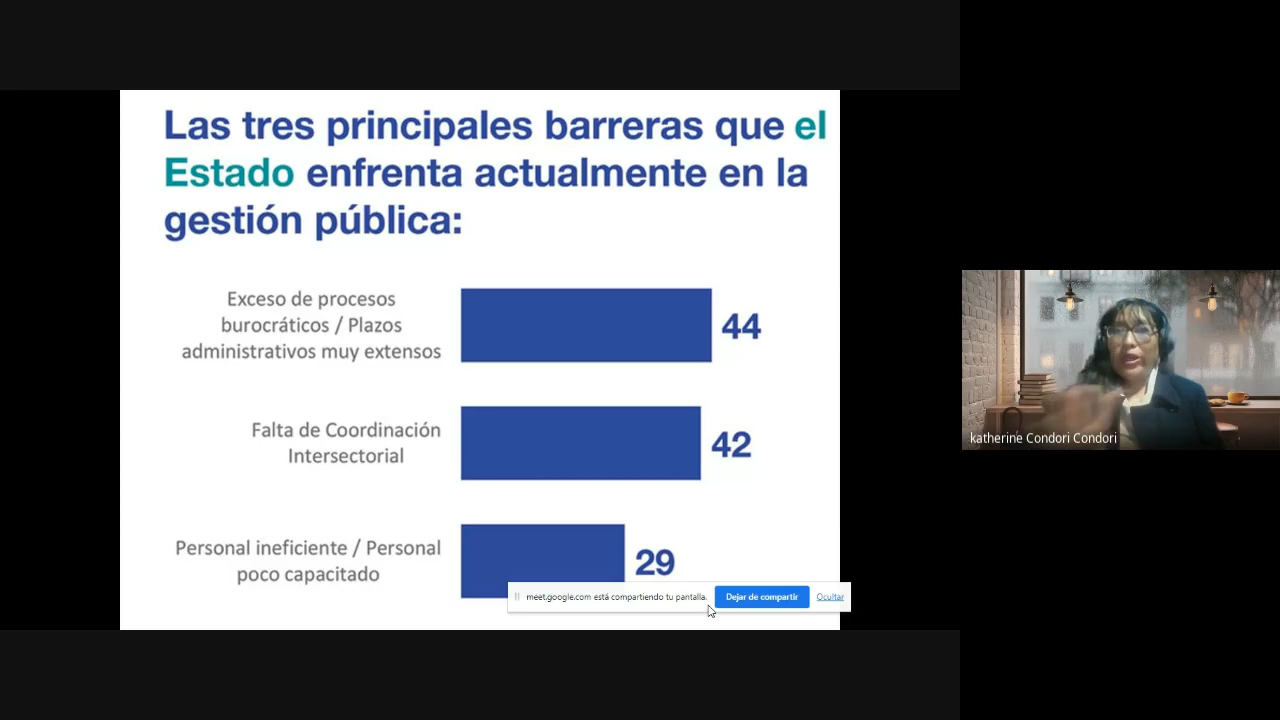 Las tres principales barreras que el
Estado enfrenta actualmente en la
gestión pública:
Exceso de procesos
burocráticos / Plazos
administrativos muy extensos
44
Falta de Coordinación
Intersectorial
42
Personal ineficiente / Personal
poco capacitado
29
meet.google.com está compartiendo tu pantalla.
Dejar de compartir
Ocultar
katherine Condori Condori